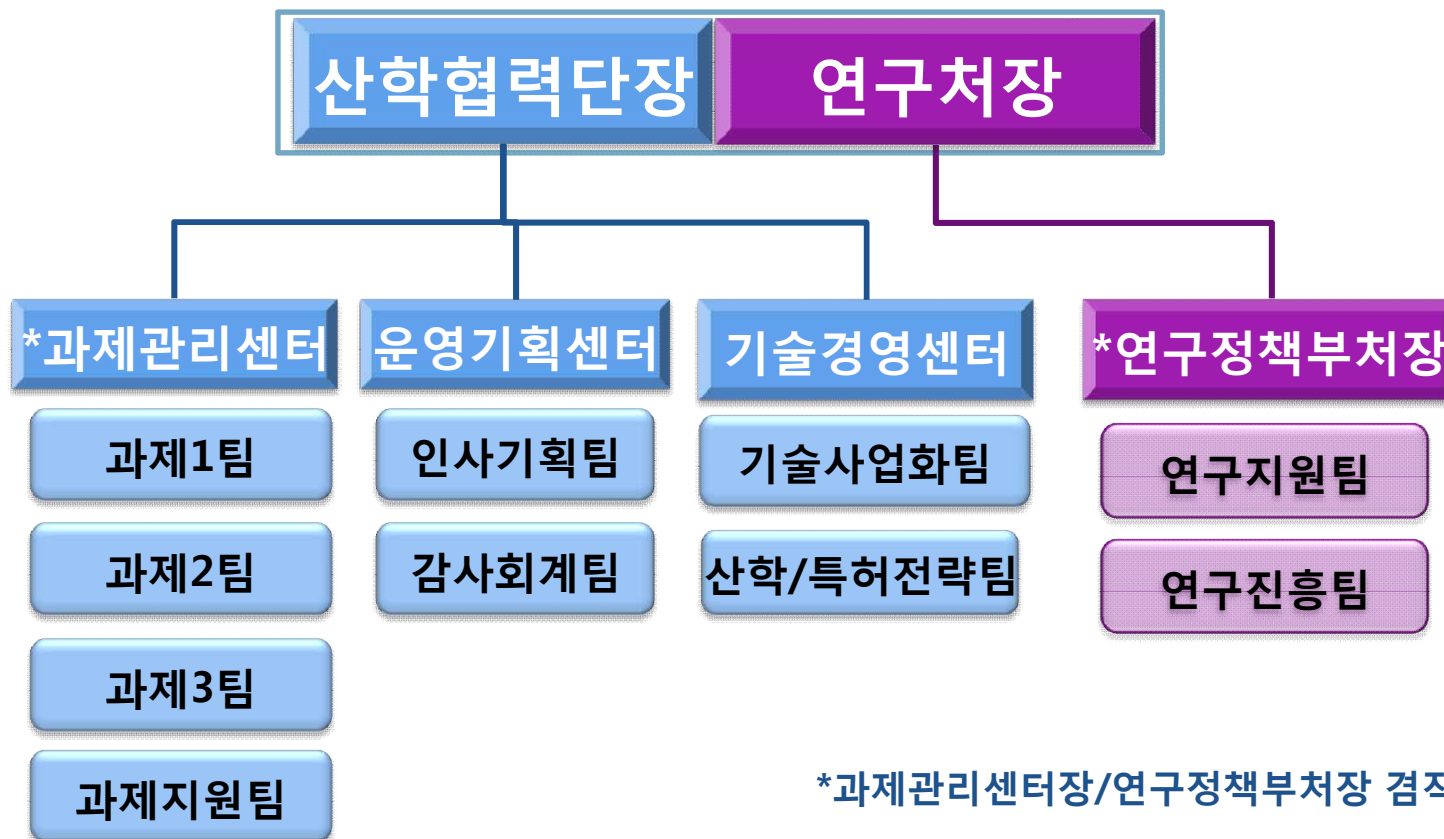 산학협력단장 연구처장
*과제관리센터 운영기획센터 기술경영센터 *연구정책부처장
과제1팀 인사기획팀 기술사업화팀 연구지원팀
과제2팀 감사회계팀 산학/특허전략팀 연구진흥팀
과제3팀
과제지원팀
*과제관리센터장/연구정책부처장 겸직